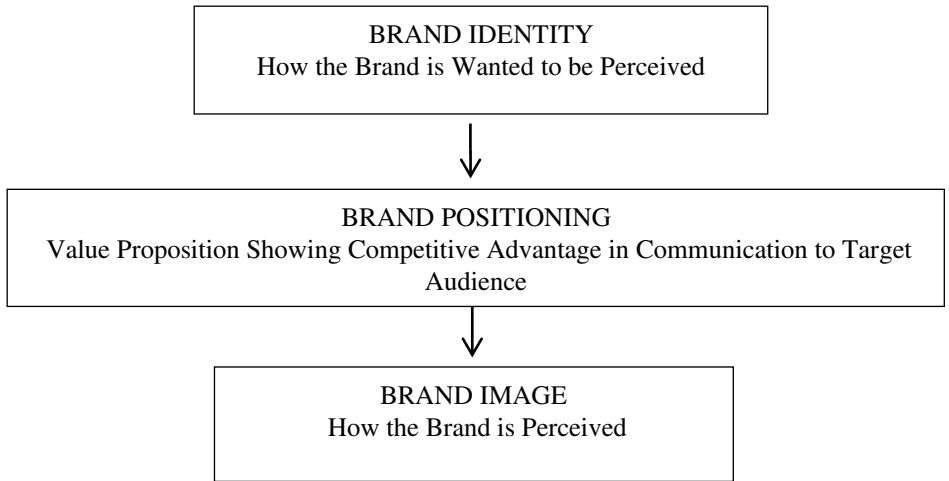 BRAND IDENTITY
How the Brand is Wanted to be Perceived
BRAND POSITIONING
Value Proposition Showing Competitive Advantage in Communication to Target
Audience
BRAND IMAGE
How the Brand is Perceived